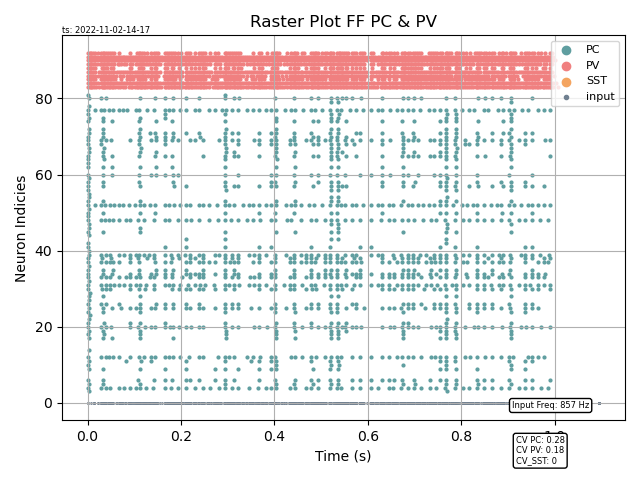 Raster Plot FF PC & PV
ts: 2022-11-02-14-17
PC
PV
SST
input
80
60
40
20
0
Neuron Indicies
Input Freq: 857 Hz
0.0 0.2 0.4 0.6 0.8
Time (s)
CV PC: 0.28
CV PV: 0.18
CV_SST: 0